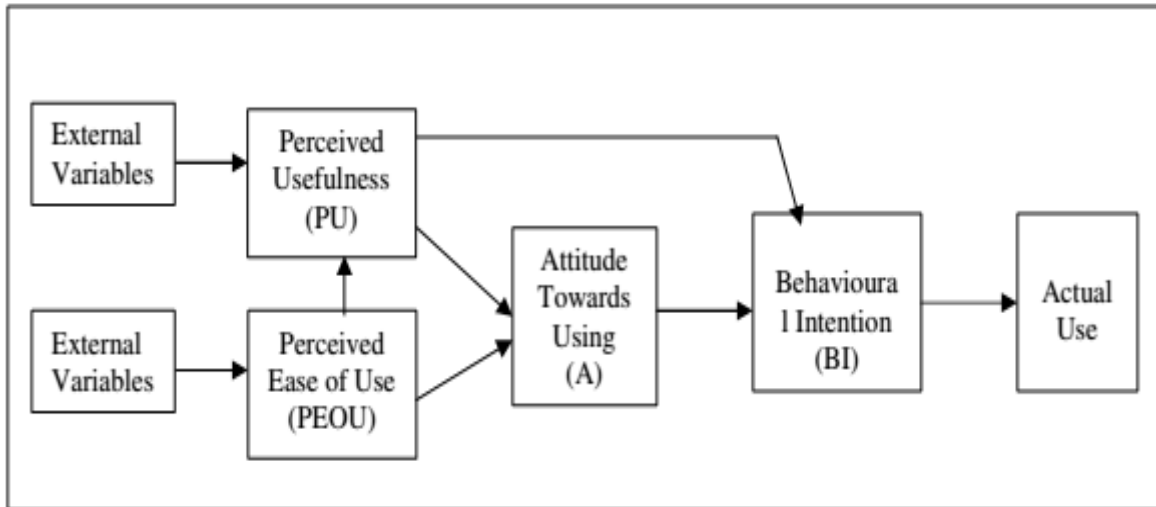 External
Variables
Perceived
Usefulness
(PU)
External
Variables
Perceived
Ease of Use
(PEOU)
Attitude
Towards
Using
(A)
Behavioura
l Intention
(BI)
Actual
Use